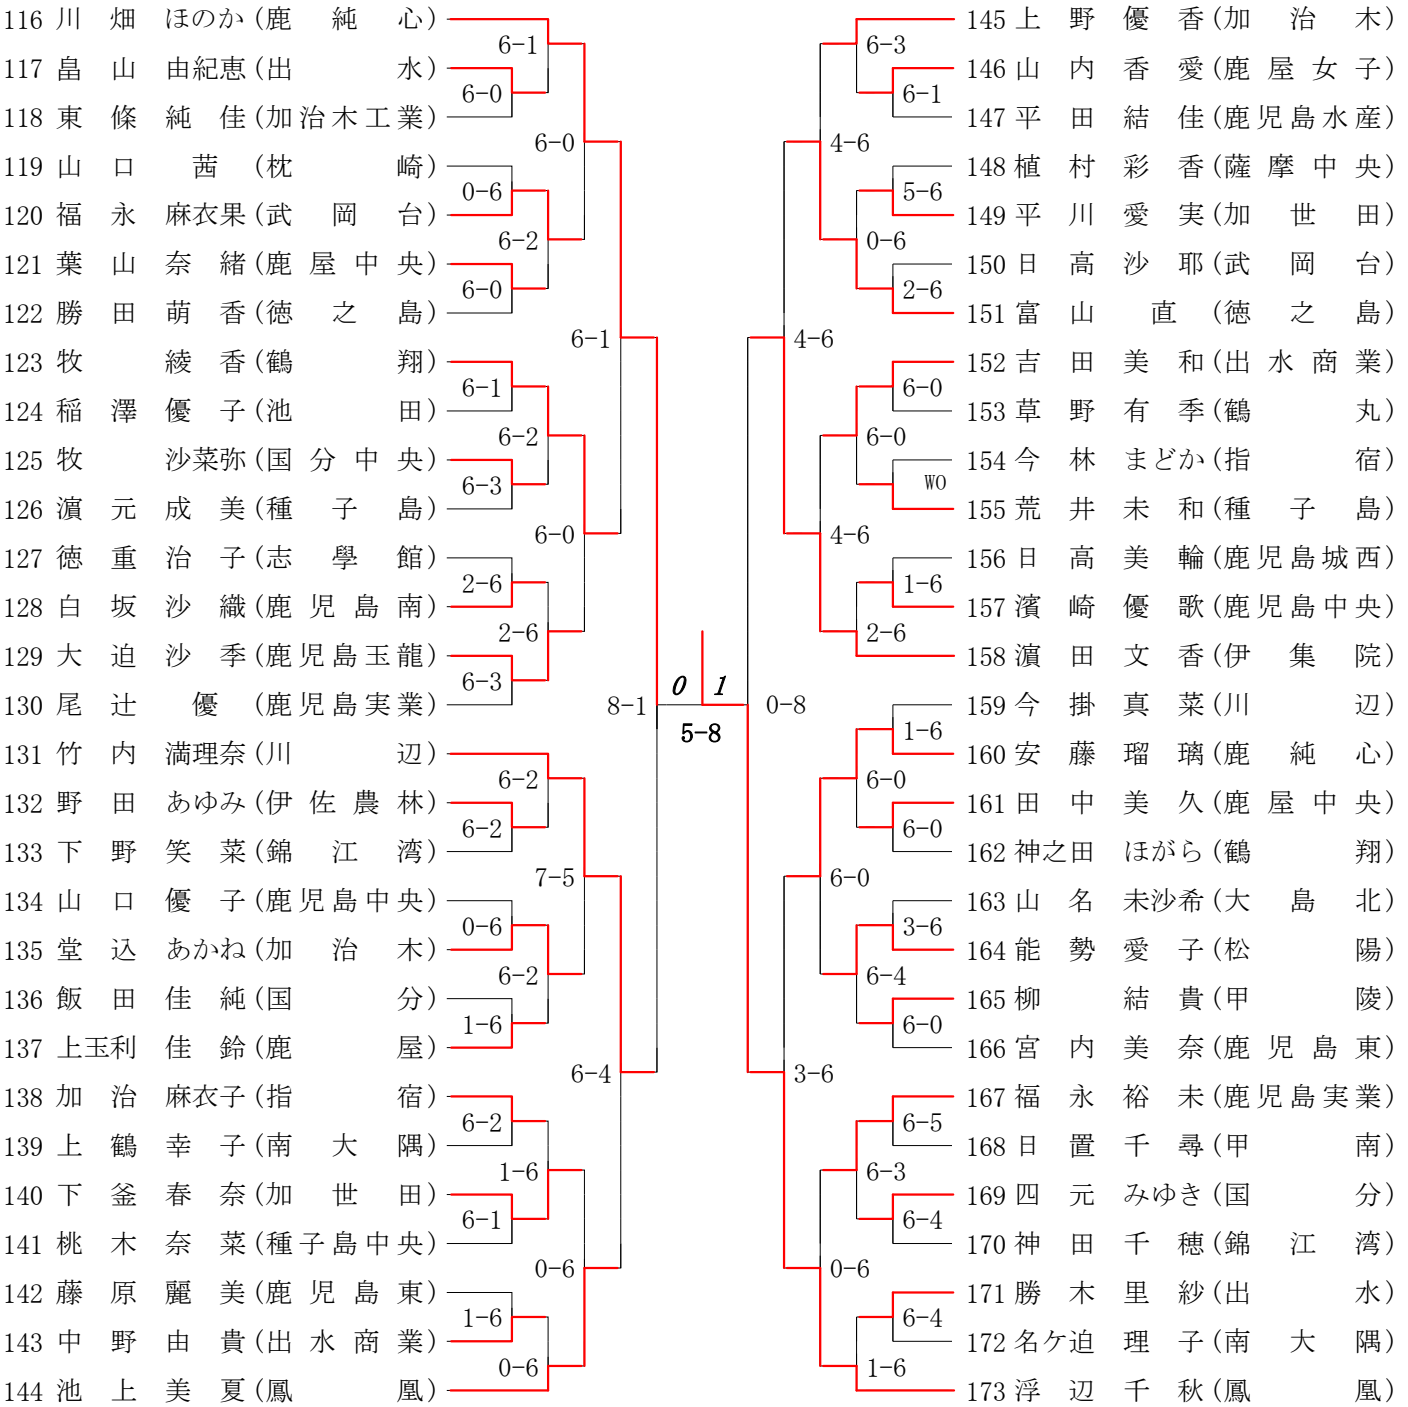 116 川 畑 ほのか (鹿 純 心)
6-1
117 畠 山 由紀恵 (出 水)
6-0
118 東 條 純 佳 (加治木工業)
6-0
119 山 口 茜 (枕 崎)
0-6
120 福 永 麻衣果 (武 岡 台)
6-2
121 葉 山 奈 緒 (鹿 屋 中 央)
6-0
122 勝 田 萌 香 (徳 之 島)
6-1
123 牧 綾 香 (鶴 翔)
6-1
124 稲 澤 優 子 (池 田)
6-2
125 牧 沙菜弥 (国 分 中 央)
6-3
126 濵 元 成 美 (種 子 島)
6-0
127 徳 重 治 子 (志 學 館)
2-6
128 白 坂 沙 織 (鹿 児 島 南)
2-6
129 大 迫 沙 季 (鹿児島玉龍)
6-3
130 尾 辻 優 (鹿児島実業)
8-1
131 竹 内 満理奈 (川 辺)
6-2
132 野 田 あゆみ (伊 佐 農 林)
6-2
133 下 野 笑 菜 (錦 江 湾)
7-5
134 山 口 優 子 (鹿児島中央)
0-6
135 堂 込 あかね (加 治 木)
6-2
136 飯 田 佳 純 (国 分)
1-6
137 上玉利 佳 鈴 (鹿 屋)
6-4
138 加 治 麻衣子 (指 宿)
6-2
139 上 鶴 幸 子 (南 大 隅)
1-6
140 下 釜 春 奈 (加 世 田)
6-1
141 桃 木 奈 菜 (種子島中央)
0-6
142 藤 原 麗 美 (鹿 児 島 東)
1-6
143 中 野 由 貴 (出 水 商 業)
0-6
144 池 上 美 夏 (鳳 凰)
0 1
5-8
145 上 野 優 香 (加 治 木)
6-3
146 山 内 香 愛 (鹿 屋 女 子)
6-1
147 平 田 結 佳 (鹿児島水産)
4-6
148 植 村 彩 香 (薩 摩 中 央)
5-6
149 平 川 愛 実 (加 世 田)
0-6
150 日 高 沙 耶 (武 岡 台)
2-6
151 富 山 直 (徳 之 島)
4-6
152 吉 田 美 和 (出 水 商 業)
6-0
153 草 野 有 季 (鶴 丸)
6-0
154 今 林 まどか (指 宿)
WO
155 荒 井 未 和 (種 子 島)
4-6
156 日 高 美 輪 (鹿児島城西)
1-6
157 濱 崎 優 歌 (鹿児島中央)
2-6
158 濵 田 文 香 (伊 集 院)
0-8
159 今 掛 真 菜 (川 辺)
1-6
160 安 藤 瑠 璃 (鹿 純 心)
6-0
161 田 中 美 久 (鹿 屋 中 央)
6-0
162 神之田 ほがら (鶴 翔)
6-0
163 山 名 未沙希 (大 島 北)
3-6
164 能 勢 愛 子 (松 陽)
6-4
165 柳 結 貴 (甲 陵)
6-0
166 宮 内 美 奈 (鹿 児 島 東)
3-6
167 福 永 裕 未 (鹿児島実業)
6-5
168 日 置 千 尋 (甲 南)
6-3
169 四 元 みゆき (国 分)
6-4
170 神 田 千 穂 (錦 江 湾)
0-6
171 勝 木 里 紗 (出 水)
6-4
172 名ケ迫 理 子 (南 大 隅)
1-6
173 浮 辺 千 秋 (鳳 凰)